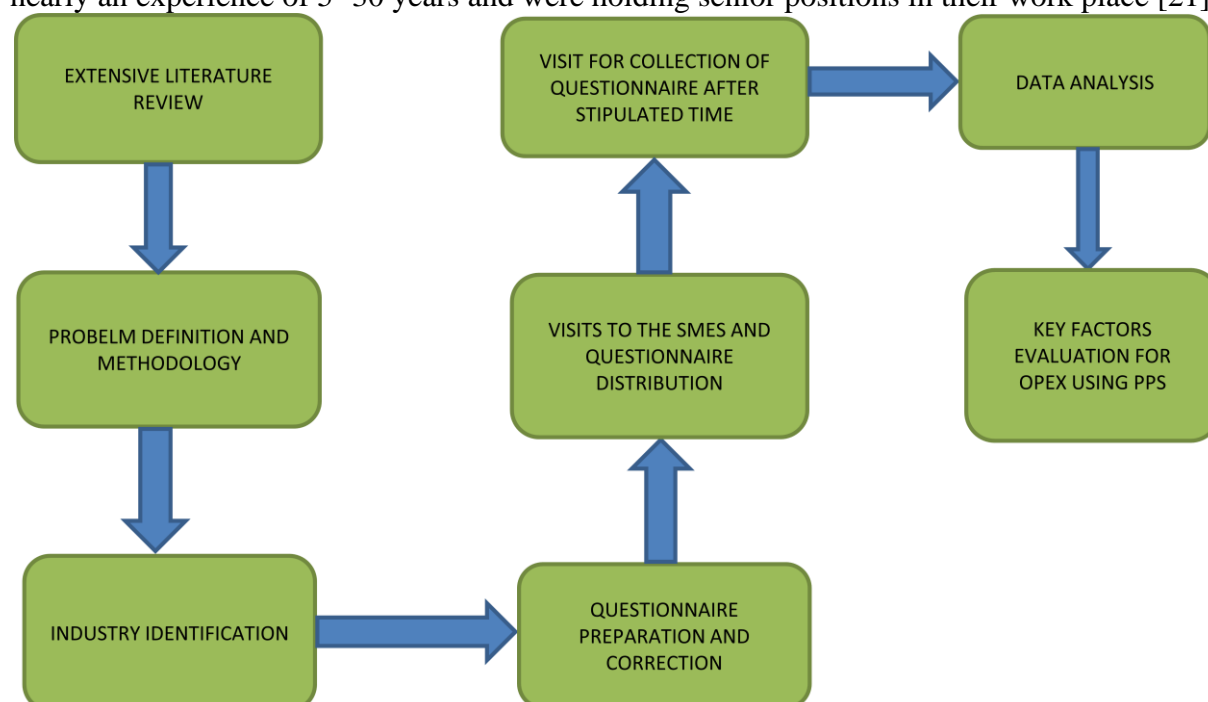 nearly an experience of 5- 30 years and were holding senior positions in their work place [21]
EXTENSIVE LITERATURE
REVIEW
PROBELM DEFINITION AND
METHODOLOGY
INDUSTRY IDENTIFICATION
QUESTIONNAIRE
PREPARATION AND
CORRECTION
VISITS TO THE SMES AND
QUESTIONNAIRE
DISTRIBUTION
VISIT FOR COLLECTION OF
QUESTIONNAIRE AFTER
STIPULATED TIME
DATA ANALYSIS
KEY FACTORS
EVALUATION FOR
OPEX USING PPS